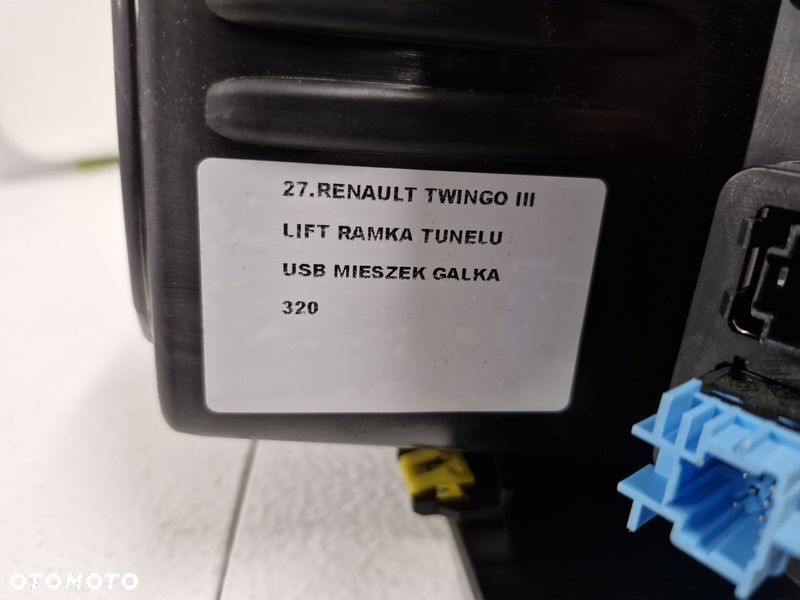 27.RENAULT TWINGO III
LIFT RAMKA TUNELU
USB MIESZEK GALKA
320
OTOMOTO